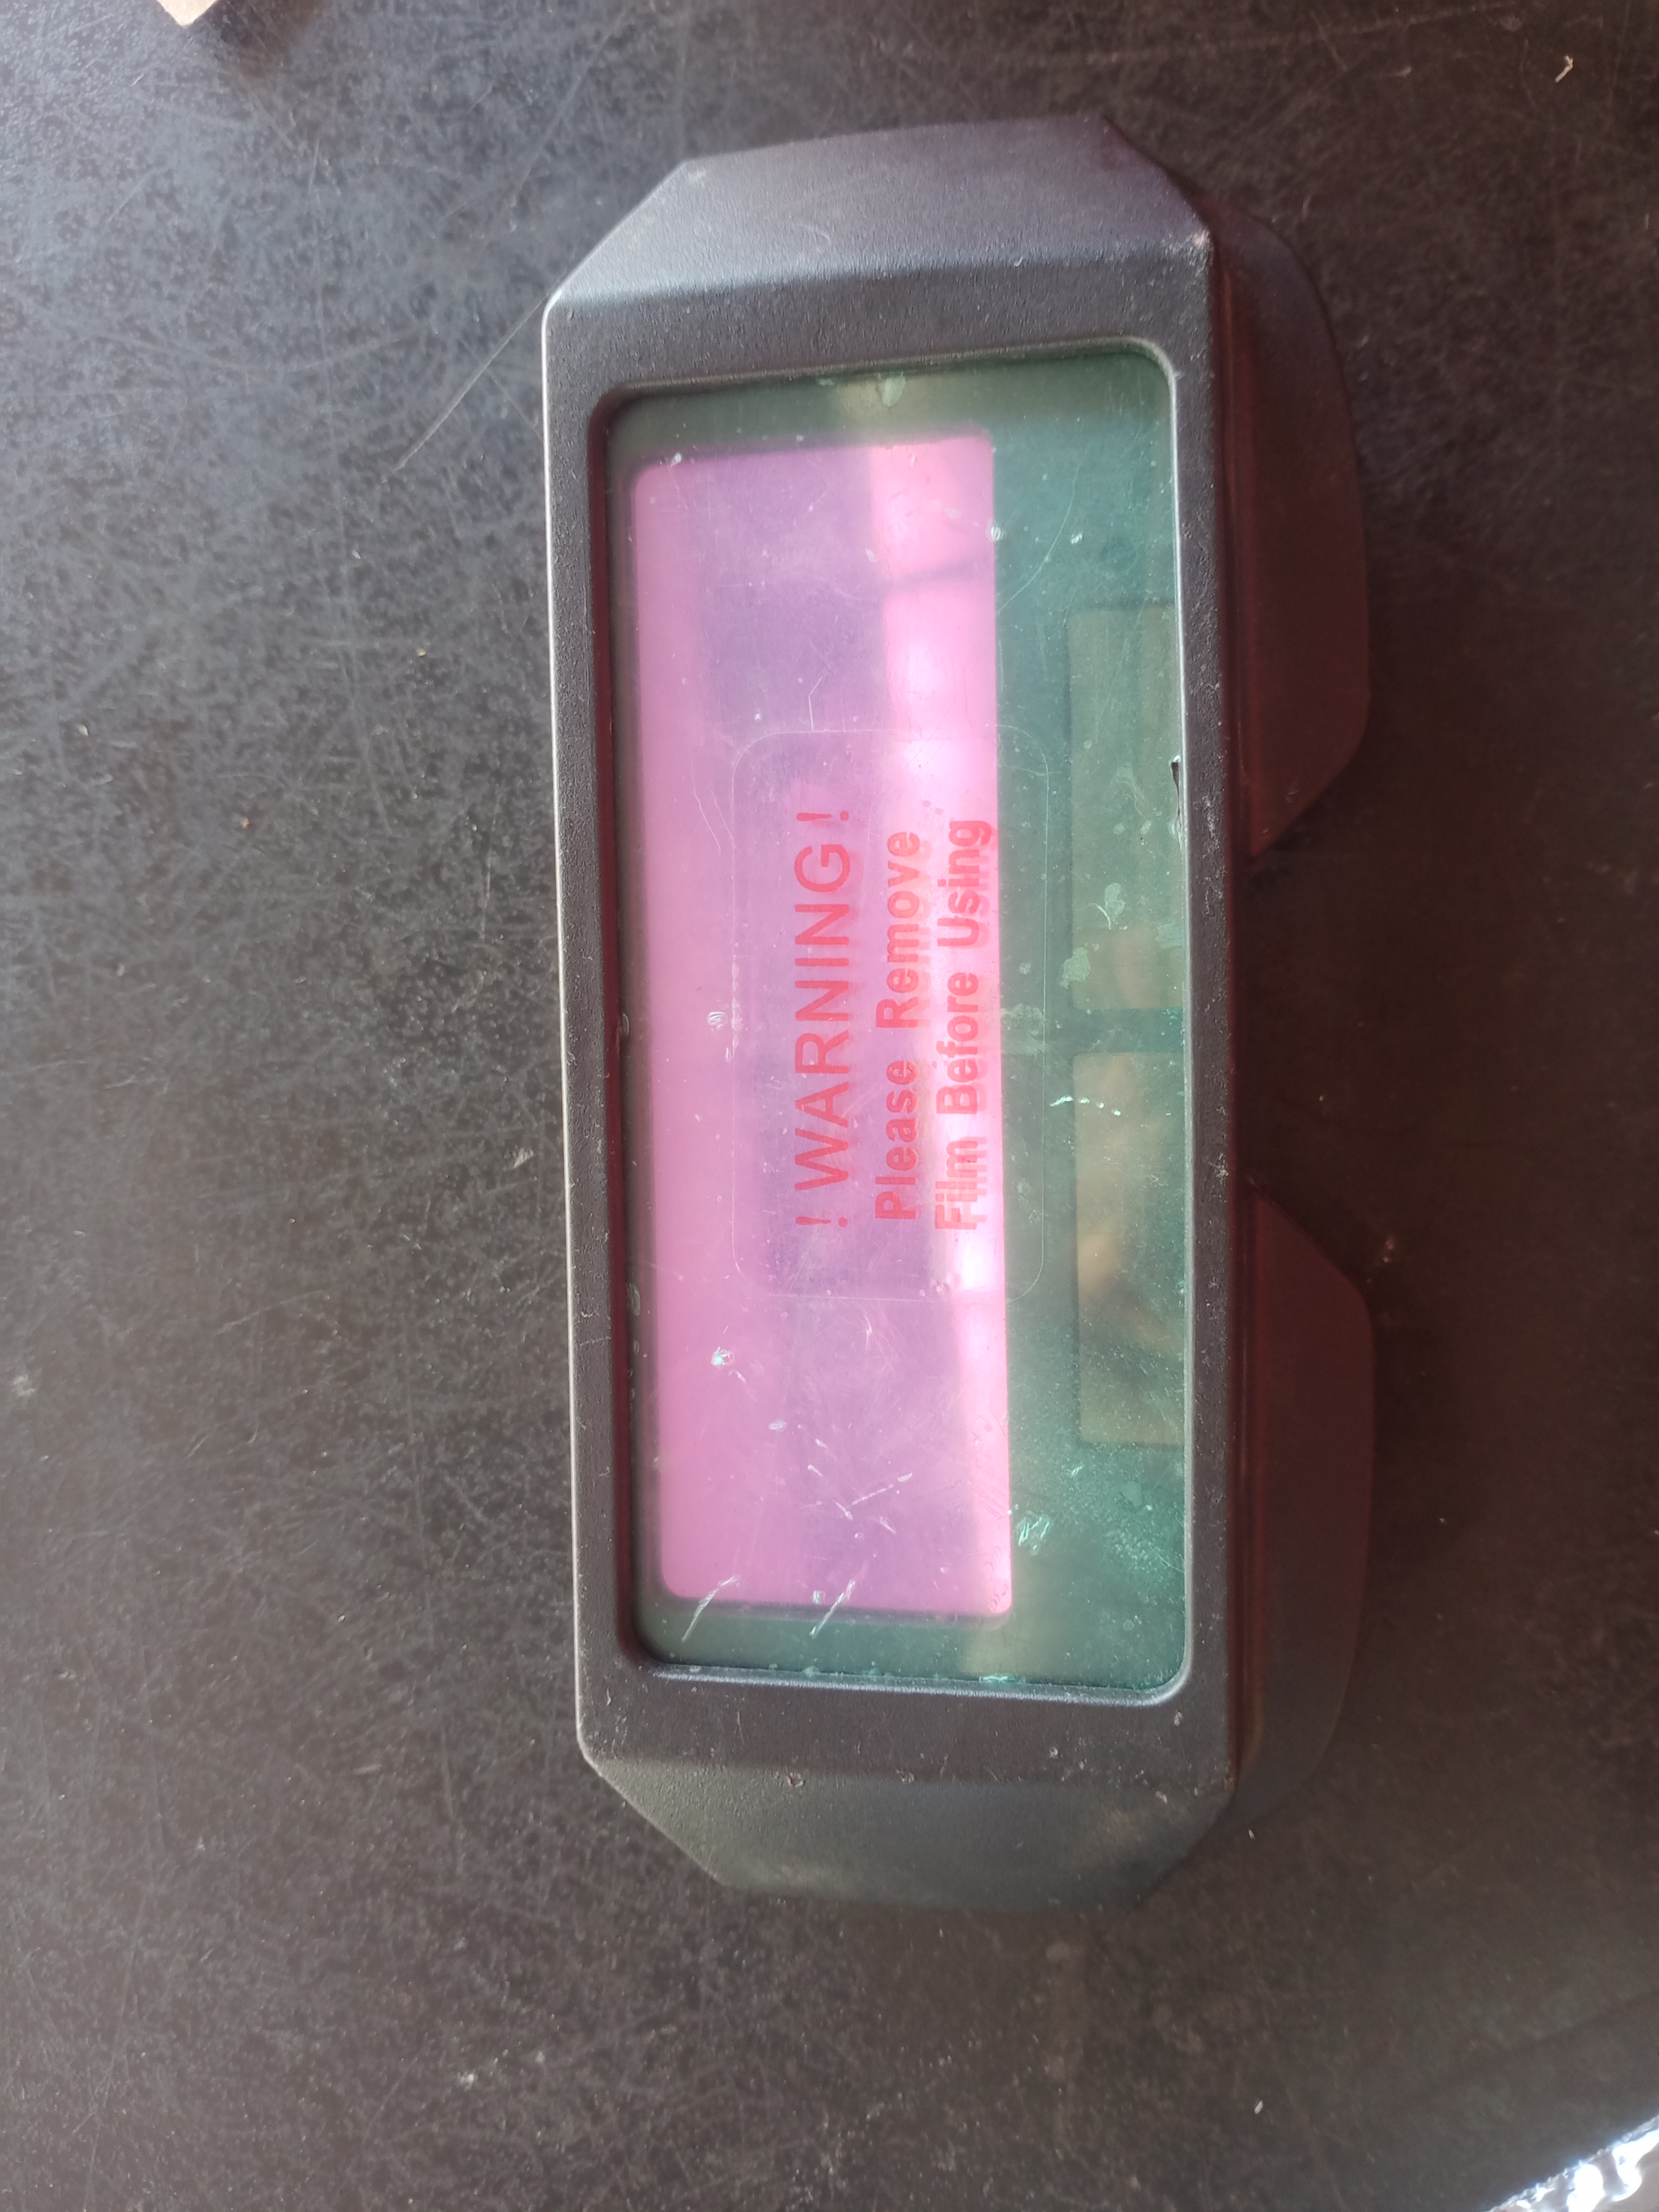 ! WARNING !
Please Remove
Film Before Using